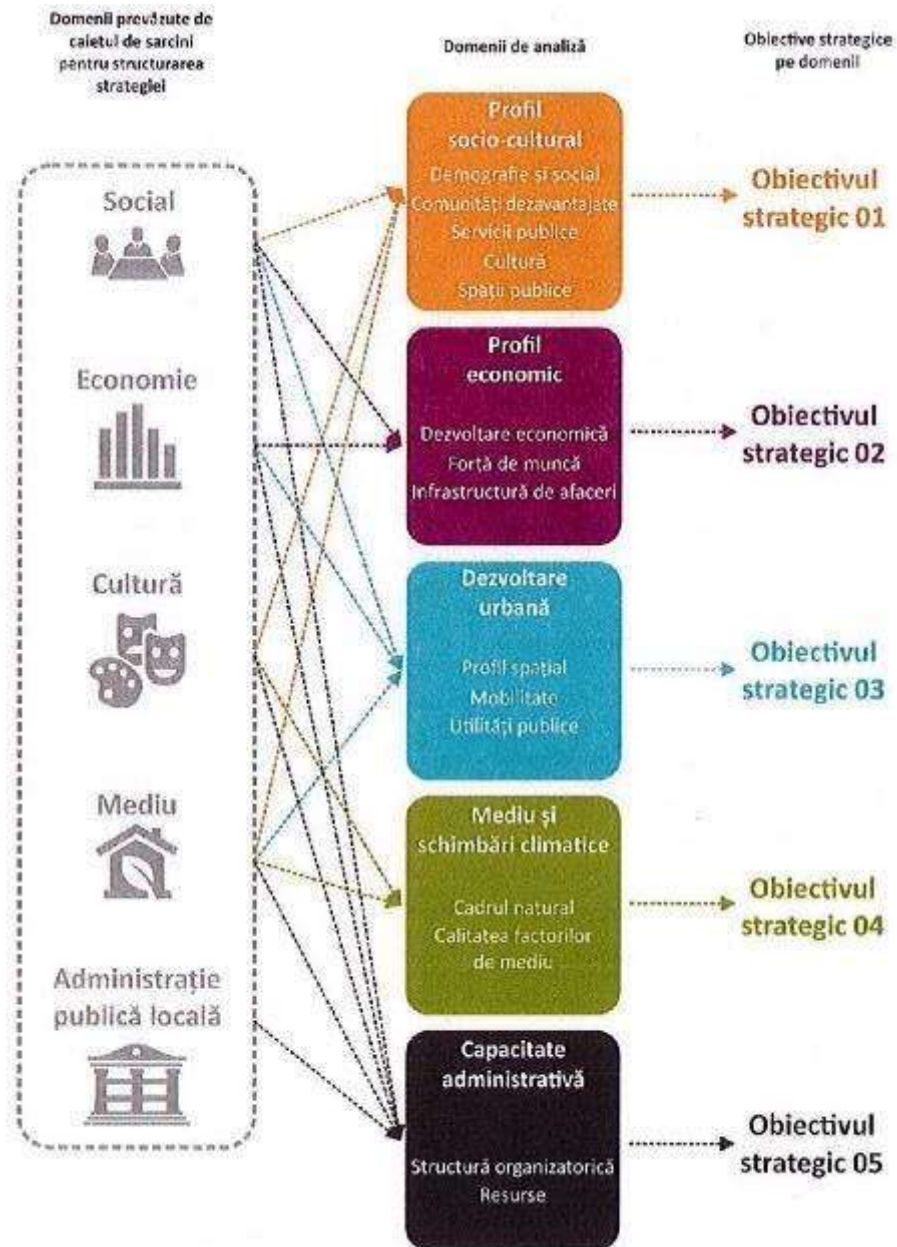 Domenii prevăzute de
caietul de sarcini
pentru structurarea
strategiei
Domenii de analiză
Obiective strategice
pe domenii
Social
Economie
Cultură
Mediu
Administrație
publică locală
Profil
socio-cultural
Demografie și social
Comunități dezavantajate
Servicii publice
Cultură
Spații publice
Profil
economic
Dezvoltare economică
Forță de muncă
Infrastructură de afaceri
Dezvoltare
urbană
Profil spațial
Mobilitate
Utilități publice
Mediu și
schimbări climatice
Cadrul natural
Calitatea factorilor
de mediu
Capacitate
administrativă
Structură organizatorică
Resurse
Obiectivul
strategic 01
Obiectivul
strategic 02
Obiectivul
strategic 03
Obiectivul
strategic 04
Obiectivul
strategic 05